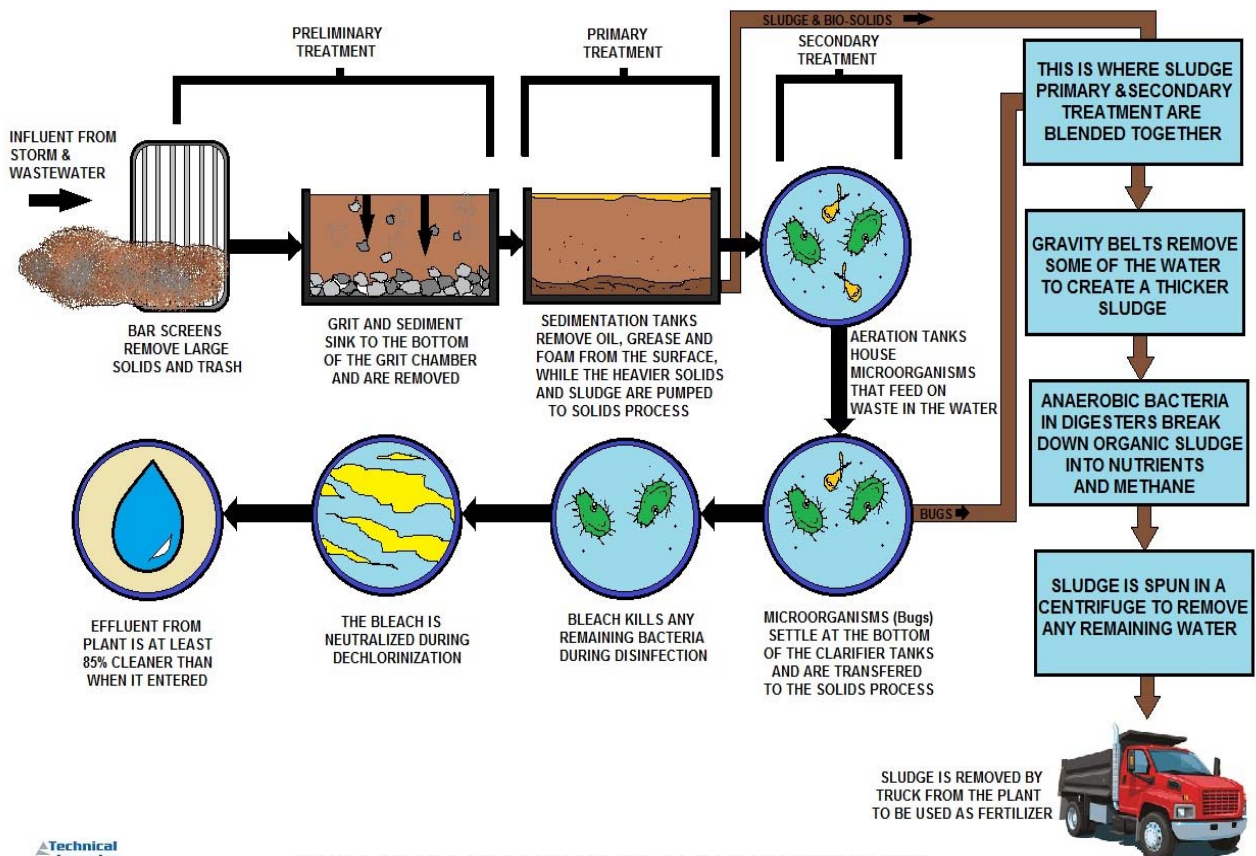 PRELIMINARY
TREATMENT
PRIMARY
TREATMENT
SLUDGE & BIO-SOLIDS
SECONDARY
TREATMENT
INFLUENT FROM
STORM &
WASTEWATER
BAR SCREENS
REMOVE LARGE
SOLIDS AND TRASH
GRIT AND SEDIMENT
SINK TO THE BOTTOM
OF THE GRIT CHAMBER
AND ARE REMOVED
SEDIMENTATION TANKS
REMOVE OIL, GREASE AND
FOAM FROM THE SURFACE,
WHILE THE HEAVIER SOLIDS
AND SLUDGE ARE PUMPED
TO SOLIDS PROCESS
AERATION TANKS
HOUSE
MICROORGANISMS
THAT FEED ON
WASTE IN THE WATER
EFFLUENT FROM
PLANT IS AT LEAST
85% CLEANER THAN
WHEN IT ENTERED
THE BLEACH IS
NEUTRALIZED DURING
DECHLORINIZATION
BLEACH KILLS ANY
REMAINING BACTERIA
DURING DISINFECTION
MICROORGANISMS (Bugs)
SETTLE AT THE BOTTOM
OF THE CLARIFIER TANKS
AND ARE TRANSFERED
TO THE SOLIDS PROCESS
BUGS
THIS IS WHERE SLUDGE
PRIMARY &SECONDARY
TREATMENT ARE
BLENDED TOGETHER
GRAVITY BELTS REMOVE
SOME OF THE WATER
TO CREATE A THICKER
SLUDGE
ANAEROBIC BACTERIA
IN DIGESTERS BREAK
DOWN ORGANIC SLUDGE
INTO NUTRIENTS
AND METHANE
SLUDGE IS SPUN IN A
CENTRIFUGE TO REMOVE
ANY REMAINING WATER
SLUDGE IS REMOVED BY
TRUCK FROM THE PLANT
TO BE USED AS FERTILIZER
Technical